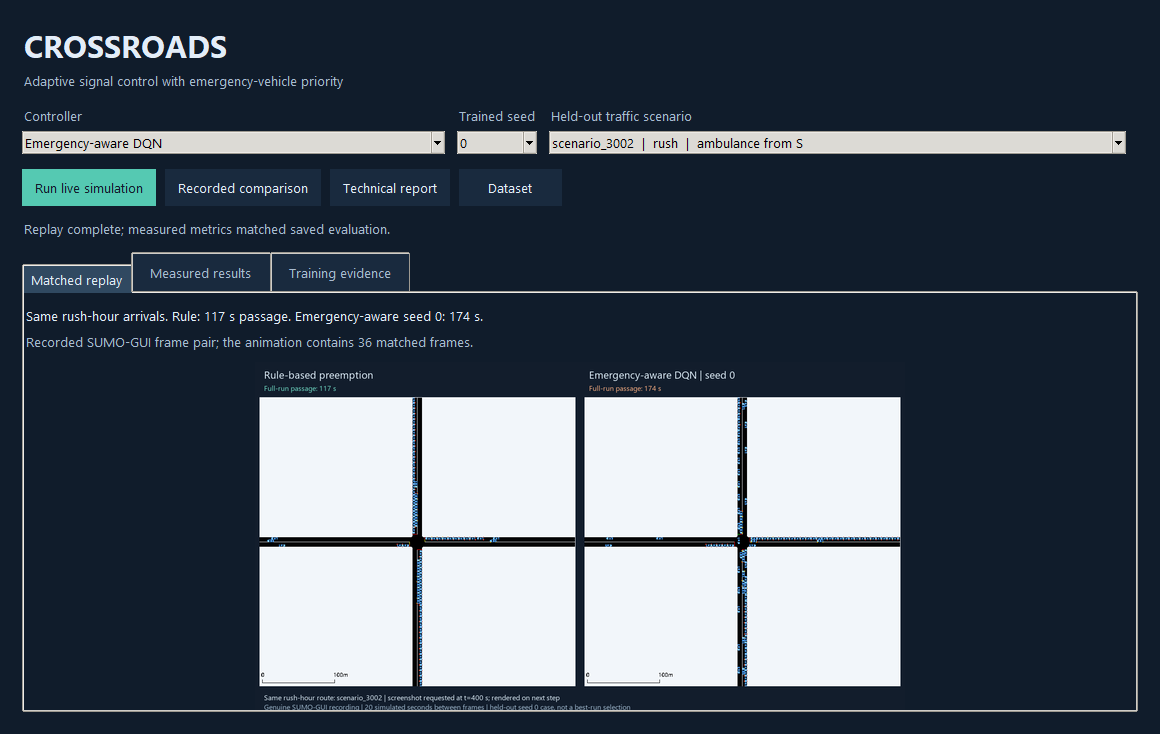 CROSSROADS
Adaptive signal control with emergency-vehicle priority
Controller
Trained seed
Held-out traffic scenario
Emergency-aware DQN
0
scenario_3002 | rush | ambulance from S
Run live simulation
Recorded comparison
Technical report
Dataset
Replay complete; measured metrics matched saved evaluation.
Matched replay
Measured results
Training evidence
Same rush-hour arrivals. Rule: 117 s passage. Emergency-aware seed 0: 174 s.
Recorded SUMO-GUI frame pair; the animation contains 36 matched frames.
Rule-based preemption
Full-run passage: 117 s
Emergency-aware DQN | seed 0
Full-run passage: 174 s
0
100m
0
100m
Same rush-hour route: scenario_3002 | screenshot requested at t=400 s; rendered on next step
Genuine SUMO-GUI recording | 20 simulated seconds between frames | held-out seed 0 case, not a best-run selection